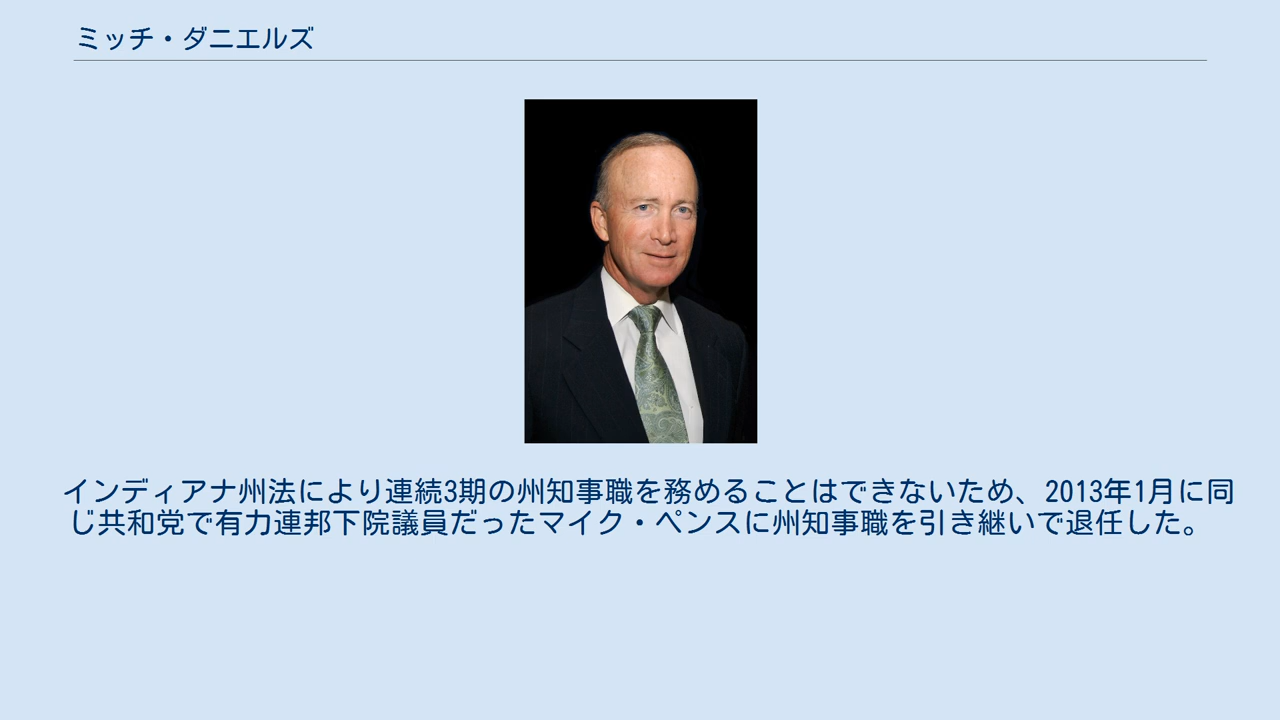 ミッチ・ダニエルズ
インディアナ州法により連続3期の州知事職を務めることはできないため、2013年1月に同
じ共和党で有力連邦下院議員だったマイク・ペンスに州知事職を引き継いで退任した。